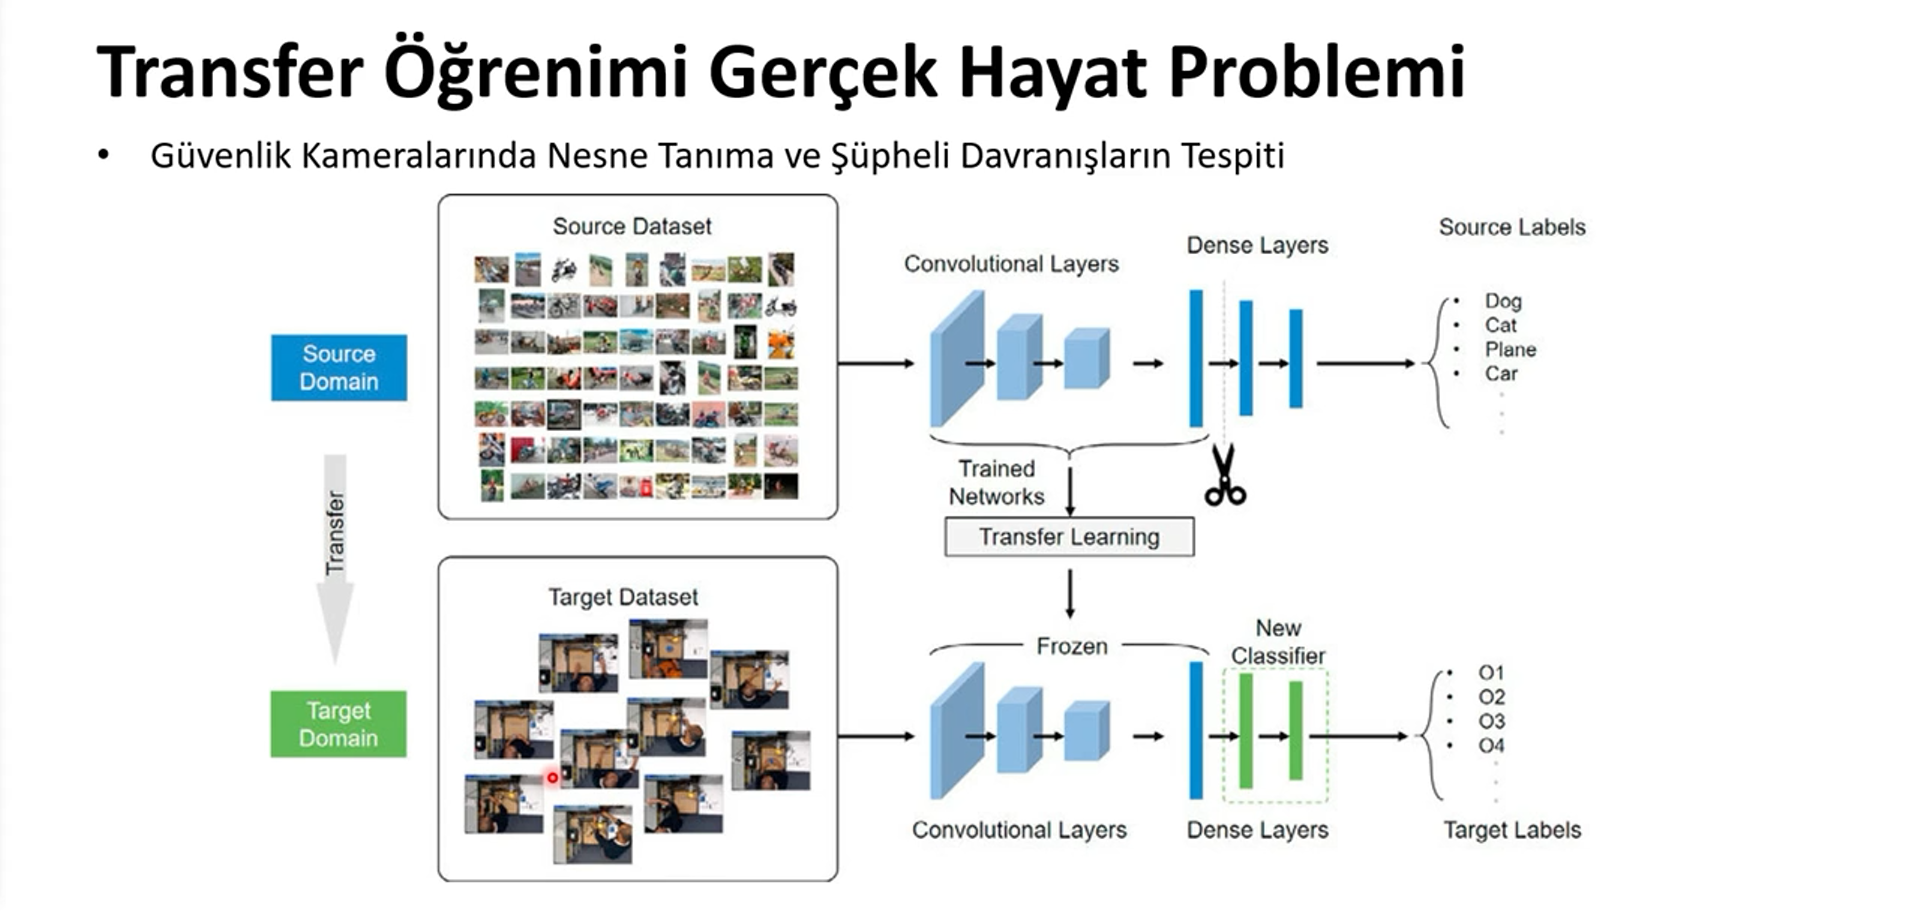 Transfer Öğrenimi Gerçek Hayat Problemi
• Güvenlik Kameralarında Nesne Tanıma ve Şüpheli Davranışların Tespiti
Source Dataset
Source Labels
Dense Layers
Convolutional Layers
Source
Domain
• Dog
• Cat
• Plane
• Car
Trained
Networks
Transfer
Transfer Learning
Target Dataset
Frozen
New
Classifier
Target
Domain
• O1
• O2
• O3
• O4
Convolutional Layers
Dense Layers
Target Labels